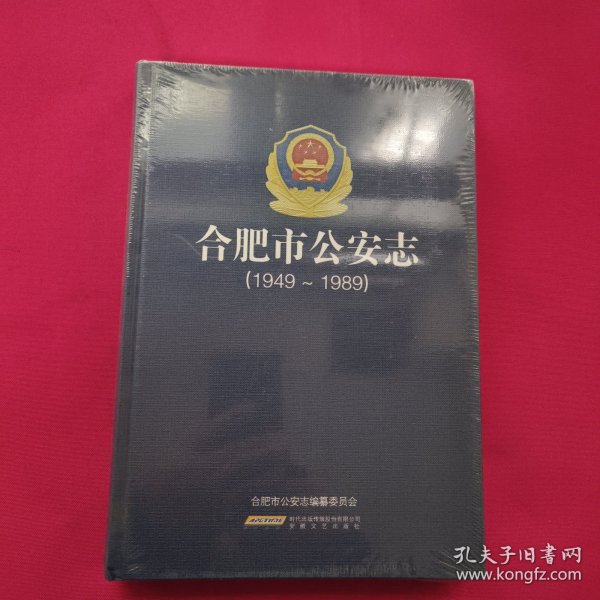 合肥市公安志
(1949 ~ 1989)
合肥市公安志编纂委员会
时代出版传媒股份有限公司
安徽文艺出版社
孔夫子旧书网
www.kongfz.com